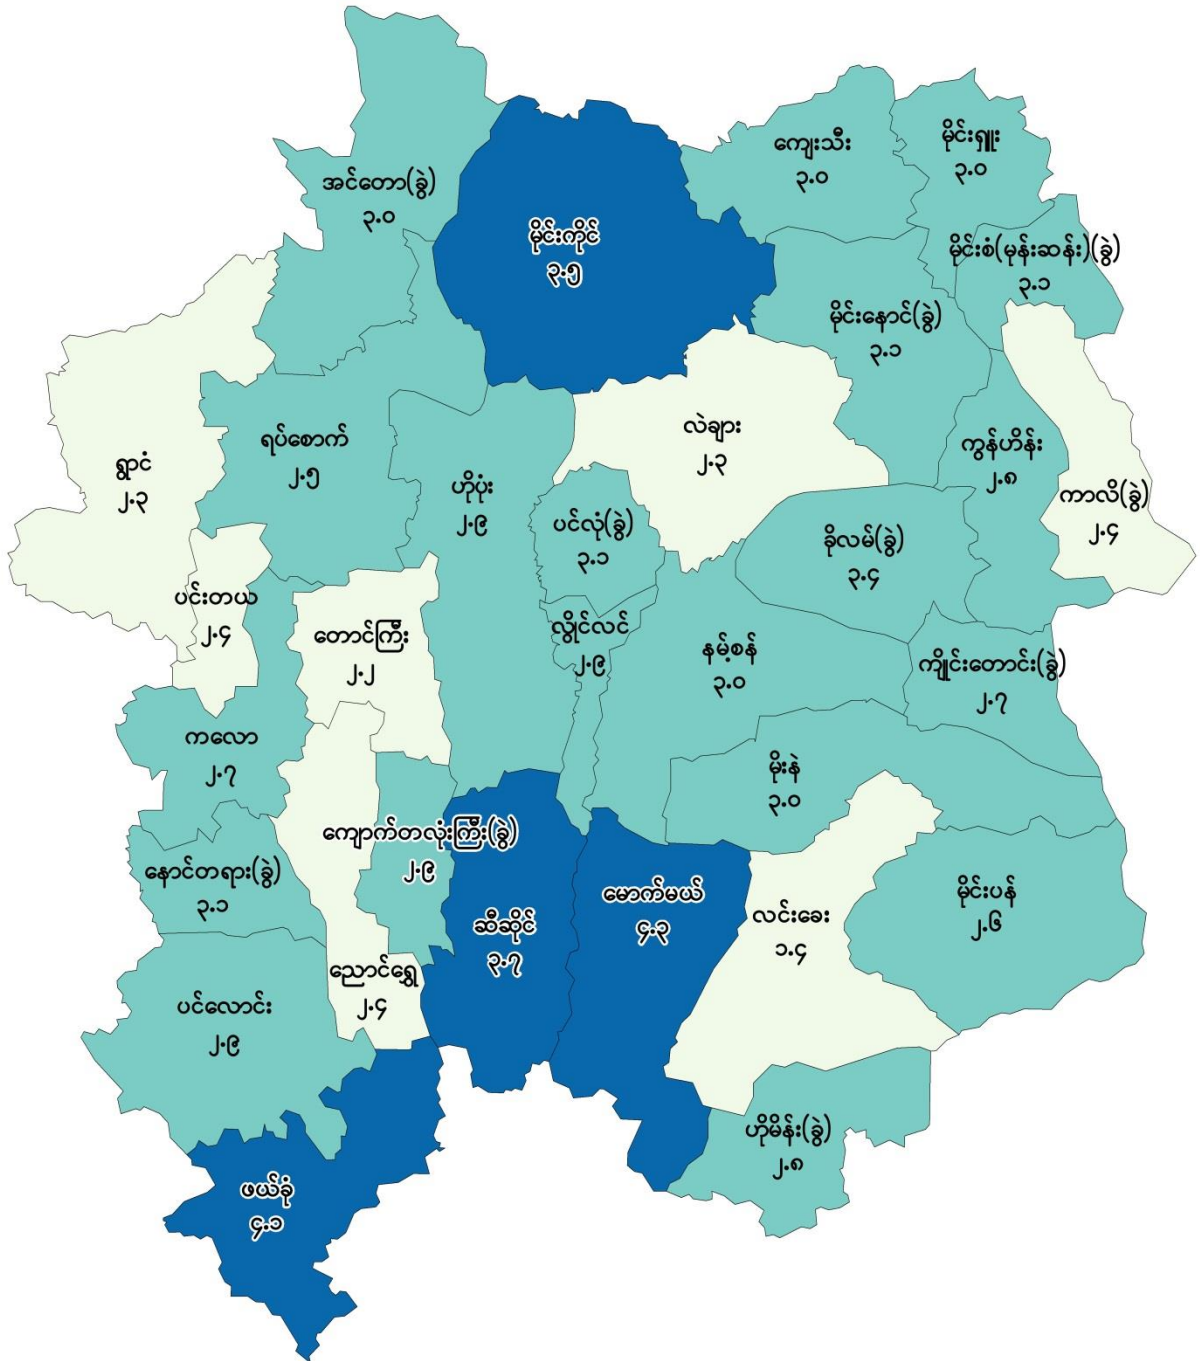 ကျေးသီး
၃.၀
မိုင်းရှူး
၃.၀
အင်တော(ခွဲ)
၃.၀
မိုင်းကိုင်
၃.၅
မိုင်းစံ(မုန်းဆန်း)(ခွဲ)
၃.၁
မိုင်းနောင်(ခွဲ)
၃.၁
ရွာငံ
၂.၃
ရပ်စောက်
၂.၅
လဲချား
၂.၃
ကွန်ဟိန်း
၂.၈
ဟိုပုံး
၂.၉
ပင်လုံ(ခွဲ)
၃.၁
ခိုလမ်(ခွဲ)
၃.၄
ကာလိ(ခွဲ)
၂.၄
ပင်းတယ
၂.၄
တောင်ကြီး
၂.၂
လွိုင်လင်
၂.၉
နမ့်စန်
၃.၀
ကျိုင်းတောင်း(ခွဲ)
၂.၇
ကလော
၂.၇
မိုးနဲ
၃.၀
ကျောက်တလုံးကြီး(ခွဲ)
၂.၉
နောင်တရား(ခွဲ)
၃.၁
ဆီဆိုင်
၃.၇
မောက်မယ်
၄.၃
လင်းခေး
၁.၄
မိုင်းပန်
၂.၆
ညောင်ရွှေ
၂.၄
ပင်လောင်း
၂.၉
ဟိုမိန်း(ခွဲ)
၂.၈
ဖယ်ခုံ
၄.၁